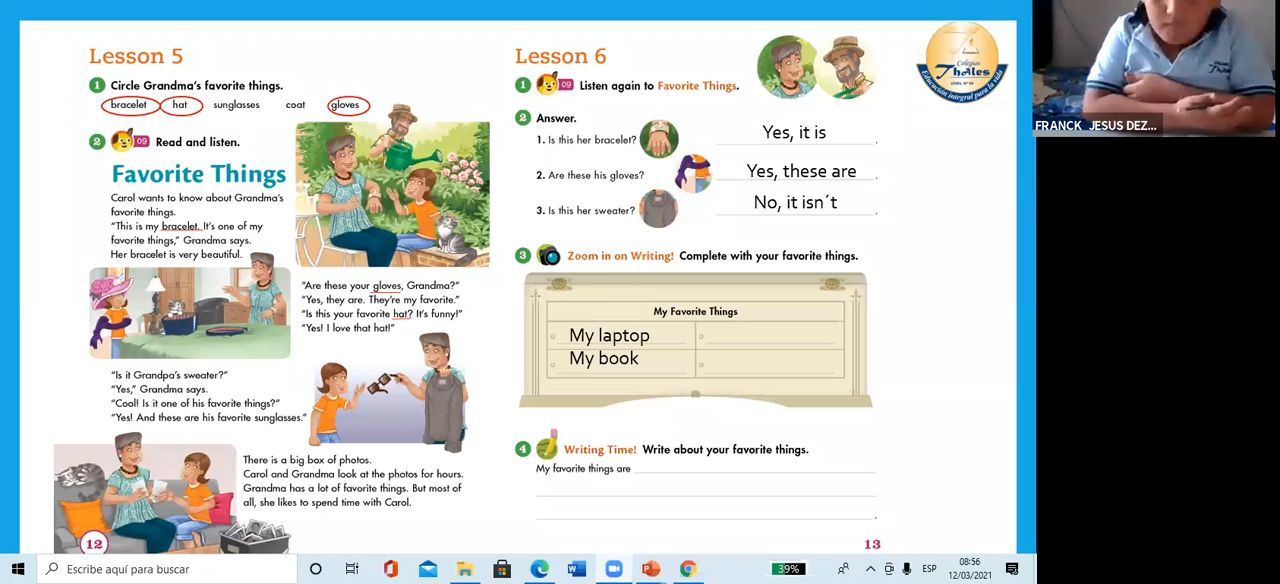 Lesson 5
1 Circle Grandma's favorite things.
bracelet hat sunglasses coat gloves
2 09 Read and listen.
Favorite Things
Carol wants to know about Grandma's
favorite things.
"This is my bracelet. It's one of my
favorite things," Grandma says.
Her bracelet is very beautiful.
"Are these your gloves, Grandma?"
"Yes, they are. They're my favorite."
"Is this your favorite hat? It's funny!"
"Yes! I love that hat!"
"Is it Grandpa's sweater?"
"Yes," Grandma says.
"Cool! Is it one of his favorite things?"
"Yes! And these are his favorite sunglasses."
There is a big box of photos.
Carol and Grandma look at the photos for hours.
Grandma has a lot of favorite things. But most of
all, she likes to spend time with Carol.
12
Lesson 6
1 09 Listen again to Favorite Things.
2 Answer.
1. Is this her bracelet? Yes, it is .
2. Are these his gloves? Yes, these are .
3. Is this her sweater? No, it isn´t .
3 Zoom in on Writing! Complete with your favorite things.
My Favorite Things
My laptop
My book
4 Writing Time! Write about your favorite things.
My favorite things are
.
13
Colegios
Thales
Educación integral para la vida
FRANCK JESUS DEZ...
Escribe aquí para buscar
39%
ESP
08:56
12/03/2021